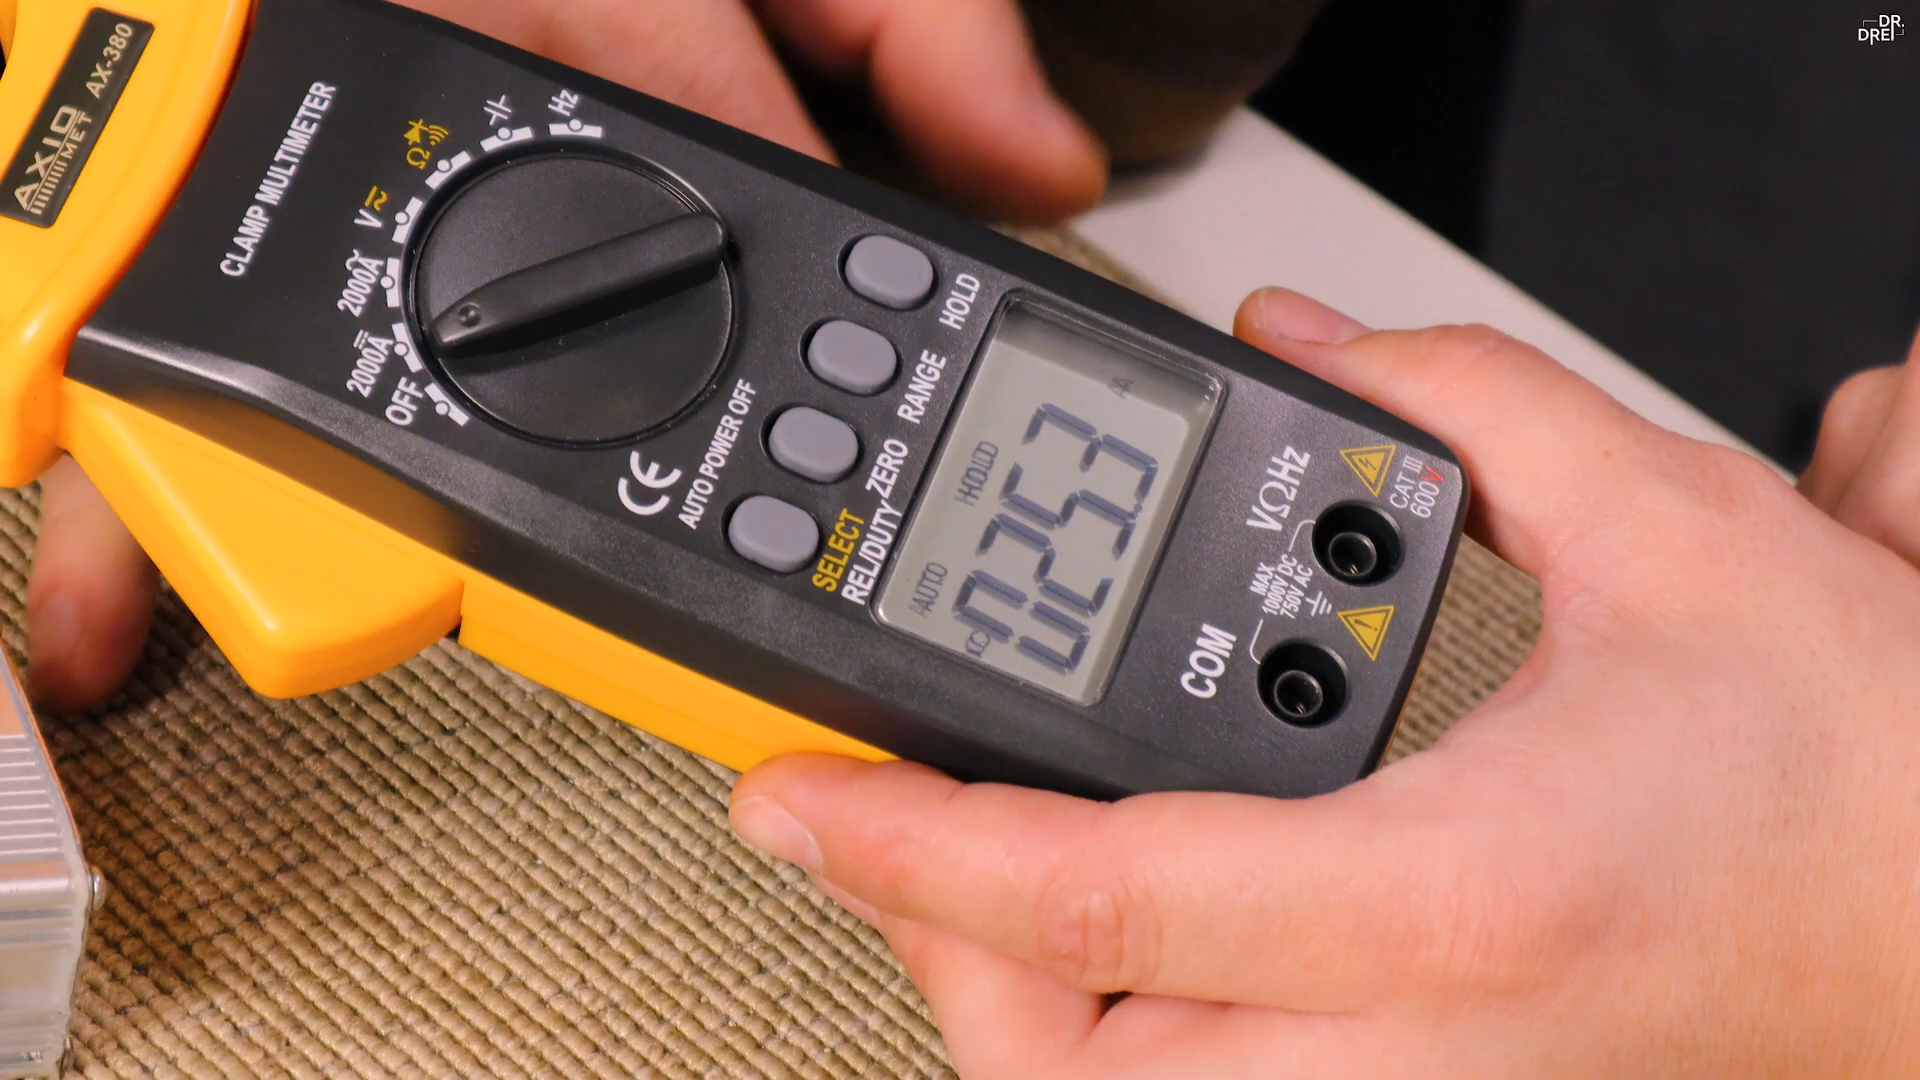 DR.
DREI
AXIO
MET
AX-380
CLAMP MULTIMETER
Hz
Ω
V
2000A
2000A
OFF
AUTO POWER OFF
CE
HOLD
RANGE
ZERO
SELECT
REL/DUTY
HOLD
AUTO
DC
VΩHz
CAT III
600V
MAX
1000V DC
750V AC
COM